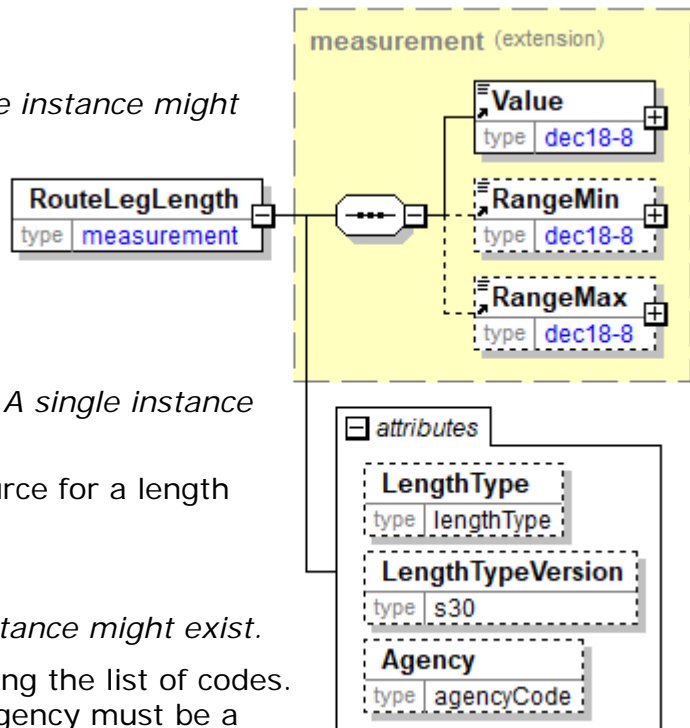 measurement (extension)
e instance might
Value
type dec18-8
RouteLegLength
type measurement
RangeMin
type dec18-8
RangeMax
type dec18-8
A single instance
attributes
urce for a length
LengthType
type lengthType
LengthTypeVersion
type s30
tance might exist.
Agency
ng the list of codes.
type agencyCode
gency must be a